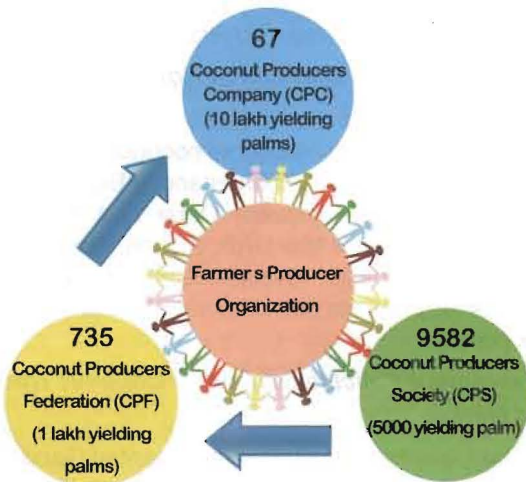 67
Coconut Producers
Company (CPC)
(10 lakh yielding
palms)
Farmer s Producer
Organization
735
Coconut Producers
Federation (CPF)
(1 lakh yielding
palms)
9582
Coconut Producers
Society (CPS)
(5000 yielding palm)